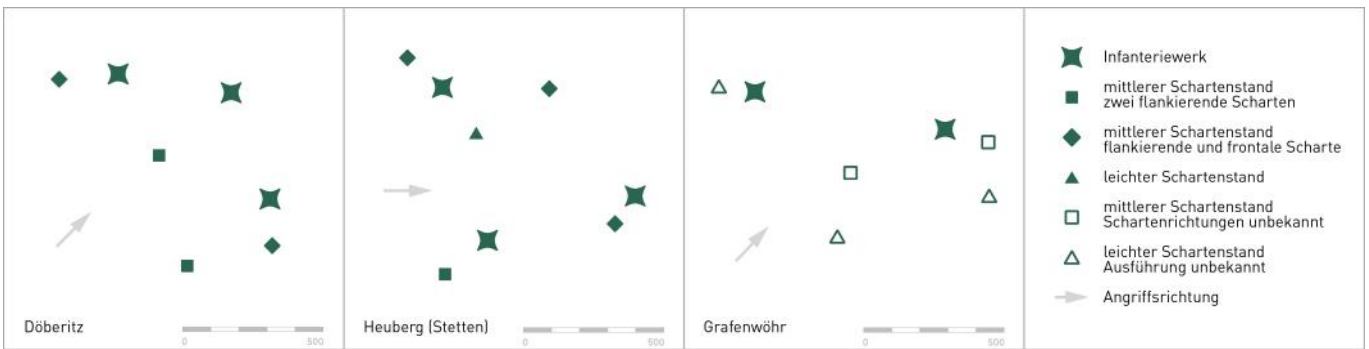 Döberitz
0
500
Heuberg (Stetten)
0
500
Grafenwöhr
0
500
Infanteriewerk
mittlerer Schartenstand
zwei flankierende Scharten
mittlerer Schartenstand
flankierende und frontale Scharte
leichter Schartenstand
mittlerer Schartenstand
Schartenrichtungen unbekannt
leichter Schartenstand
Ausführung unbekannt
Angriffsrichtung